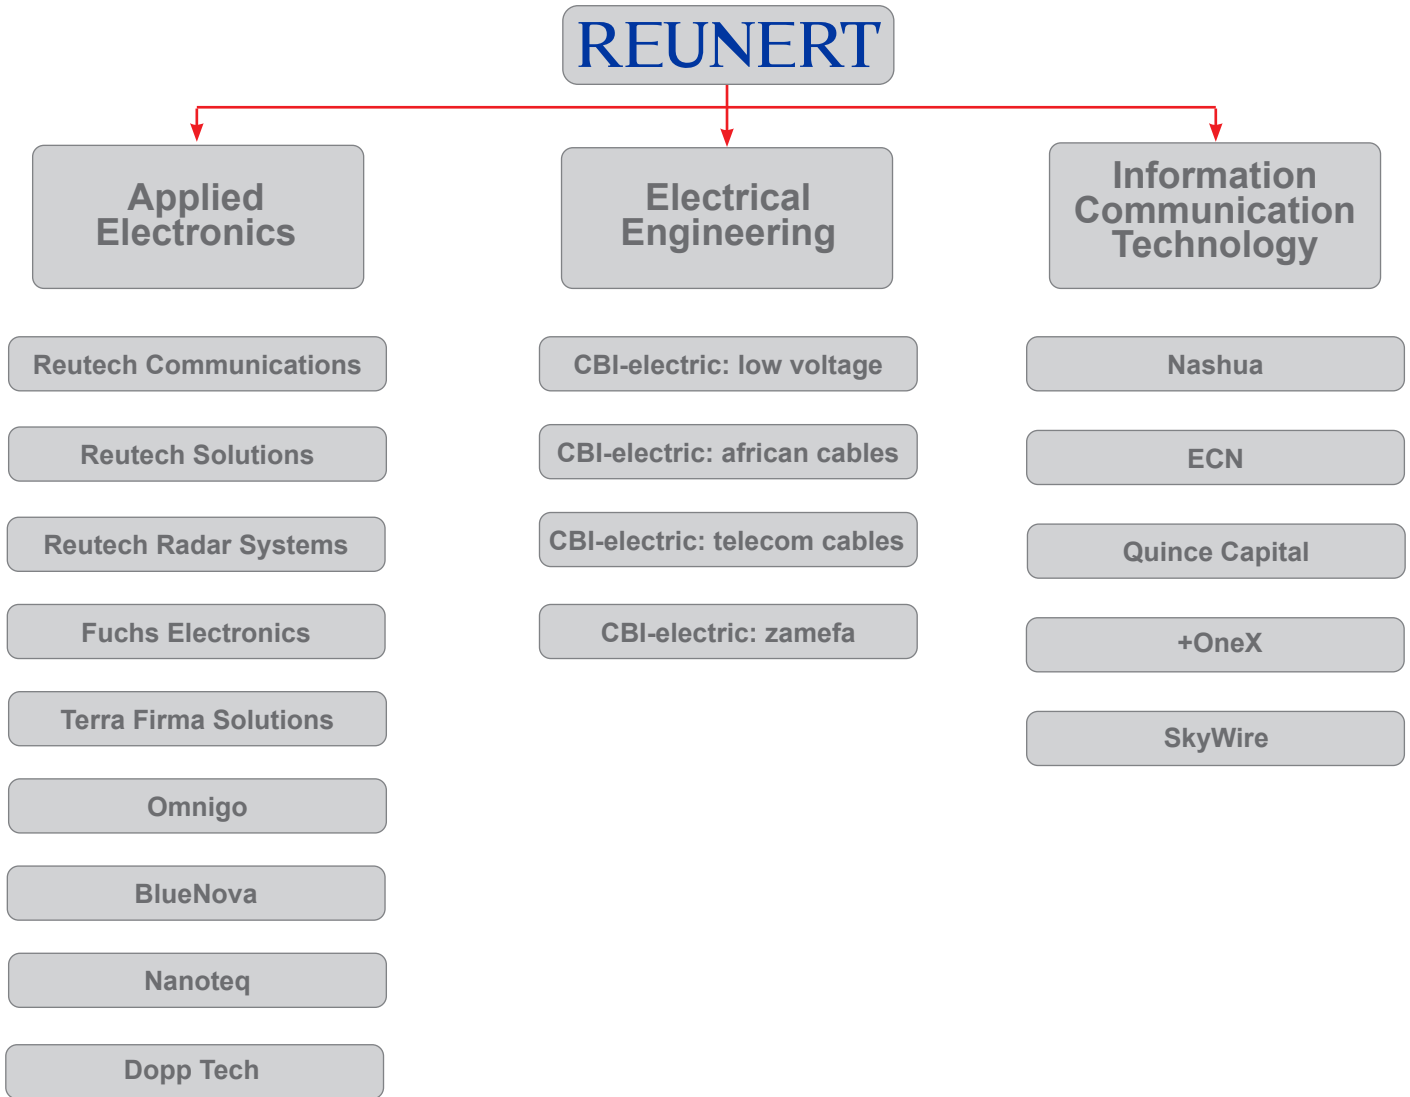 REUNERT
Applied
Electronics
Electrical
Engineering
Information
Communication
Technology
Reutech Communications
Reutech Solutions
Reutech Radar Systems
Fuchs Electronics
Terra Firma Solutions
Omnigo
BlueNova
Nanoteq
Dopp Tech
CBI-electric: low voltage
CBI-electric: african cables
CBI-electric: telecom cables
CBI-electric: zamefa
Nashua
ECN
Quince Capital
+OneX
SkyWire